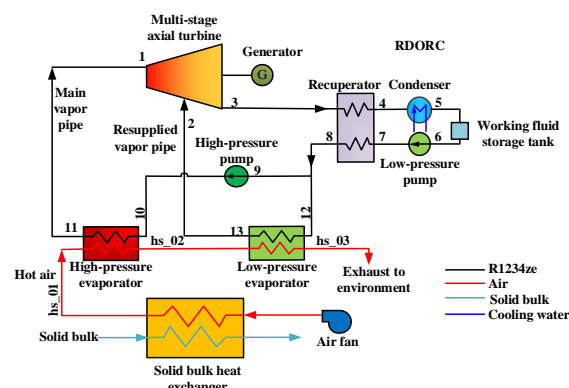 Multi-stage
axial turbine
RDORC
1
Generator
G
Recuperator
Condenser
Main
vapor
pipe
3
4
5
Resupplied
vapor pipe
2
High-pressure
pump
8
7
6
Working fluid
storage tank
Low-pressure
pump
9
10
12
11
13
hs_02
hs_03
High-pressure
evaporator
Low-pressure
evaporator
Exhaust to
environment
Hot air
hs_01
R1234ze
Air
Solid bulk
Cooling water
Solid bulk
Air fan
Solid bulk heat
exchanger